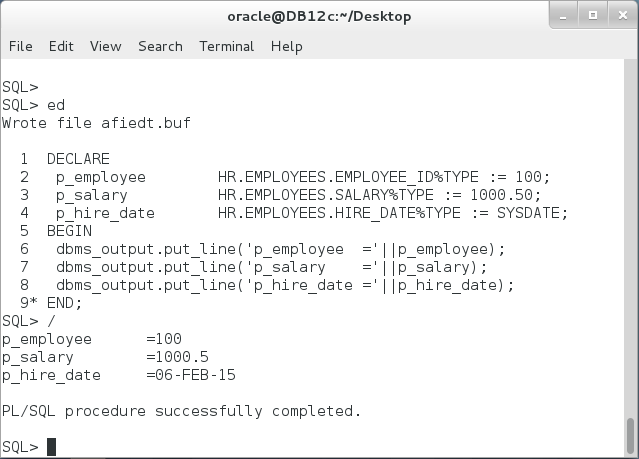 oracle@DB12c:~/Desktop
File Edit View Search Terminal Help
SQL>
SQL> ed
Wrote file afiedt.buf
  1  DECLARE
  2   p_employee        HR.EMPLOYEES.EMPLOYEE_ID%TYPE := 100;
  3   p_salary          HR.EMPLOYEES.SALARY%TYPE := 1000.50;
  4   p_hire_date       HR.EMPLOYEES.HIRE_DATE%TYPE := SYSDATE;
  5  BEGIN
  6   dbms_output.put_line('p_employee  ='||p_employee);
  7   dbms_output.put_line('p_salary    ='||p_salary);
  8   dbms_output.put_line('p_hire_date ='||p_hire_date);
  9* END;
SQL> /
p_employee      =100
p_salary        =1000.5
p_hire_date     =06-FEB-15
PL/SQL procedure successfully completed.
SQL>